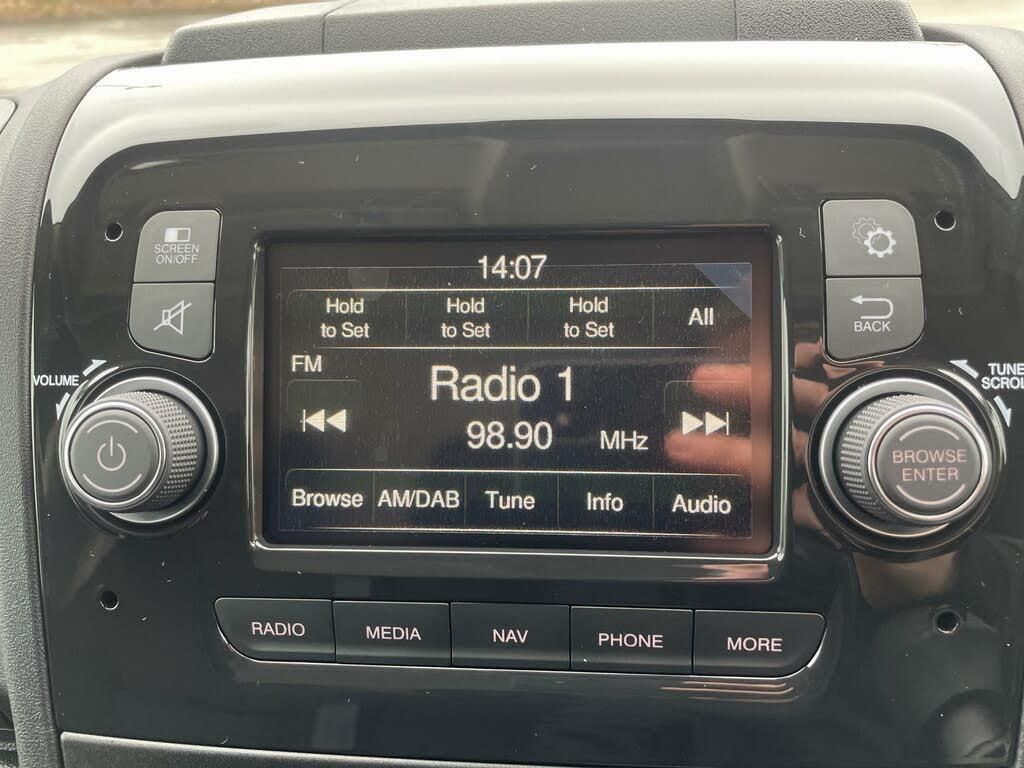 14:07
SCREEN
ON/OFF
Hold
to Set
Hold
to Set
Hold
to Set
All
BACK
FM
Radio 1
98.90 MHz
VOLUME
TUNE
SCROLL
BROWSE
ENTER
Browse
AM/DAB
Tune
Info
Audio
RADIO
MEDIA
NAV
PHONE
MORE